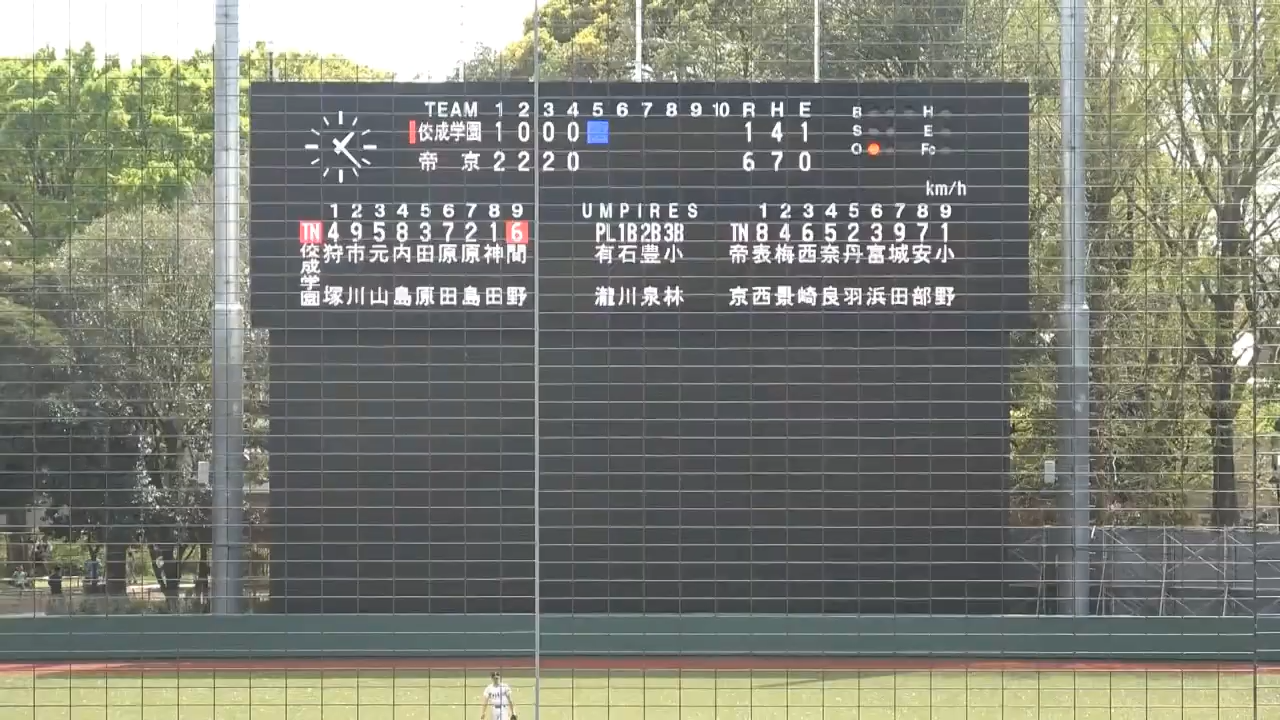 TEAM 1 2 3 4 5 6 7 8 9 10 R H E
佼成学園 1 0 0 0 1 4 1
帝京 2 2 2 0 6 7 0
B H
S E
O Fc
km/h
1 2 3 4 5 6 7 8 9
TN 4 9 5 8 3 7 2 1 6
佼成学園
狩塚
市川
元山
内島
田原
原田
原島
神田
間野
UMPIRES
PL 1B 2B 3B
有瀧
石川
豊泉
小林
1 2 3 4 5 6 7 8 9
TN 8 4 6 5 2 3 9 7 1
帝京
表西
梅景
西崎
奈良
丹羽
富浜
城田
安部
小野